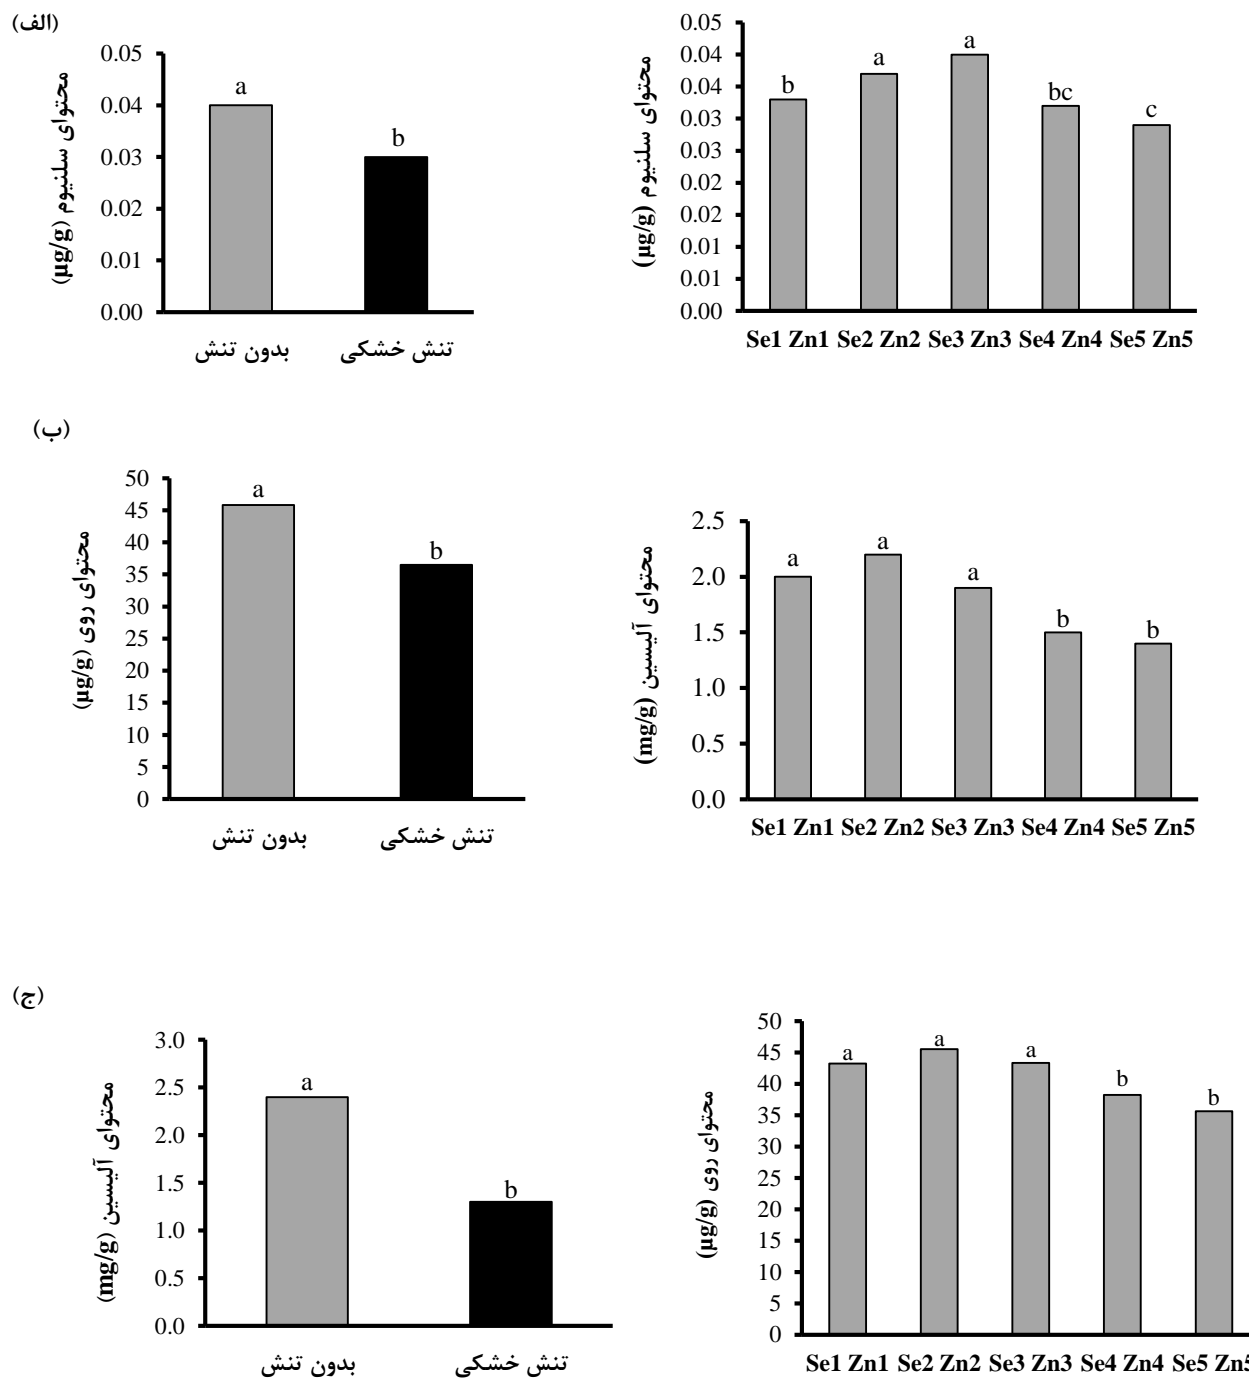 (الف)
محتوای سلنیوم (µg/g)
0.05
0.04
0.03
0.02
0.01
0.00
a
b
بدون تنش
تنش خشکی
محتوای سلنیوم (µg/g)
0.05
0.04
0.04
0.03
0.03
0.02
0.02
0.01
0.01
0.00
b
a
a
bc
c
Se1 Zn1 Se2 Zn2 Se3 Zn3 Se4 Zn4 Se5 Zn5
(ب)
محتوای روی (µg/g)
50
45
40
35
30
25
20
15
10
5
0
a
b
بدون تنش
تنش خشکی
محتوای آلیسین (mg/g)
2.5
2.0
1.5
1.0
0.5
0.0
a
a
a
b
b
Se1 Zn1 Se2 Zn2 Se3 Zn3 Se4 Zn4 Se5 Zn5
(ج)
محتوای آلیسین (mg/g)
3.0
2.5
2.0
1.5
1.0
0.5
0.0
a
b
بدون تنش
تنش خشکی
محتوای روی (µg/g)
50
45
40
35
30
25
20
15
10
5
0
a
a
a
b
b
Se1 Zn1 Se2 Zn2 Se3 Zn3 Se4 Zn4 Se5 Zn5